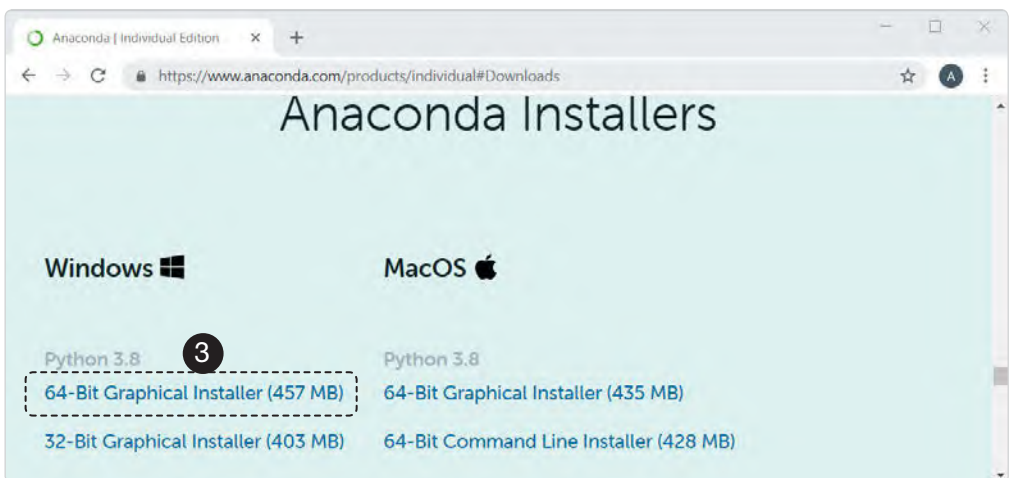 Anaconda | Individual Edition
https://www.anaconda.com/products/individual#Downloads
A
Anaconda Installers
Windows
MacOS
3
Python 3.8
64-Bit Graphical Installer (457 MB)
32-Bit Graphical Installer (403 MB)
Python 3.8
64-Bit Graphical Installer (435 MB)
64-Bit Command Line Installer (428 MB)